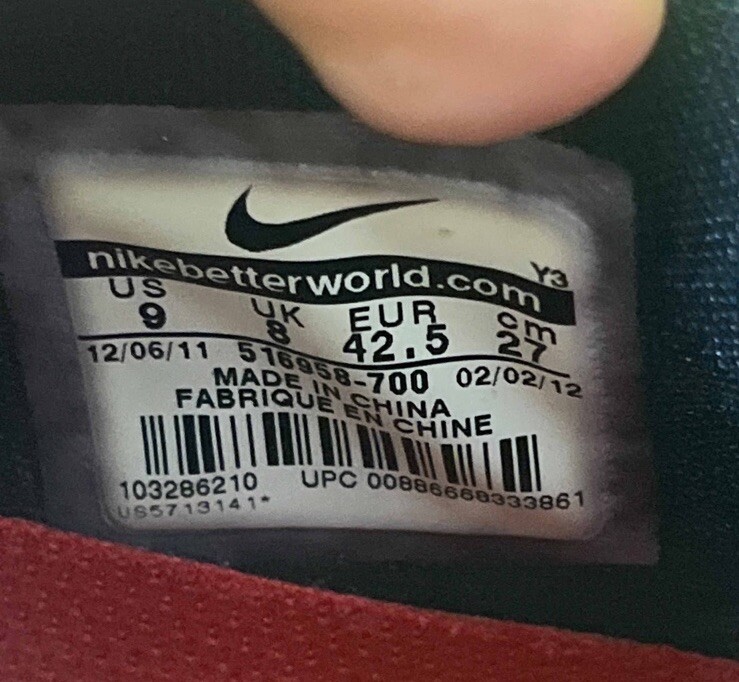 nikebetterworld.com
Y3
US UK EUR cm
9 8 42.5 27
12/06/11 516958-700 02/02/12
MADE IN CHINA
FABRIQUE EN CHINE
103286210 UPC 00886668333861
US5713141*